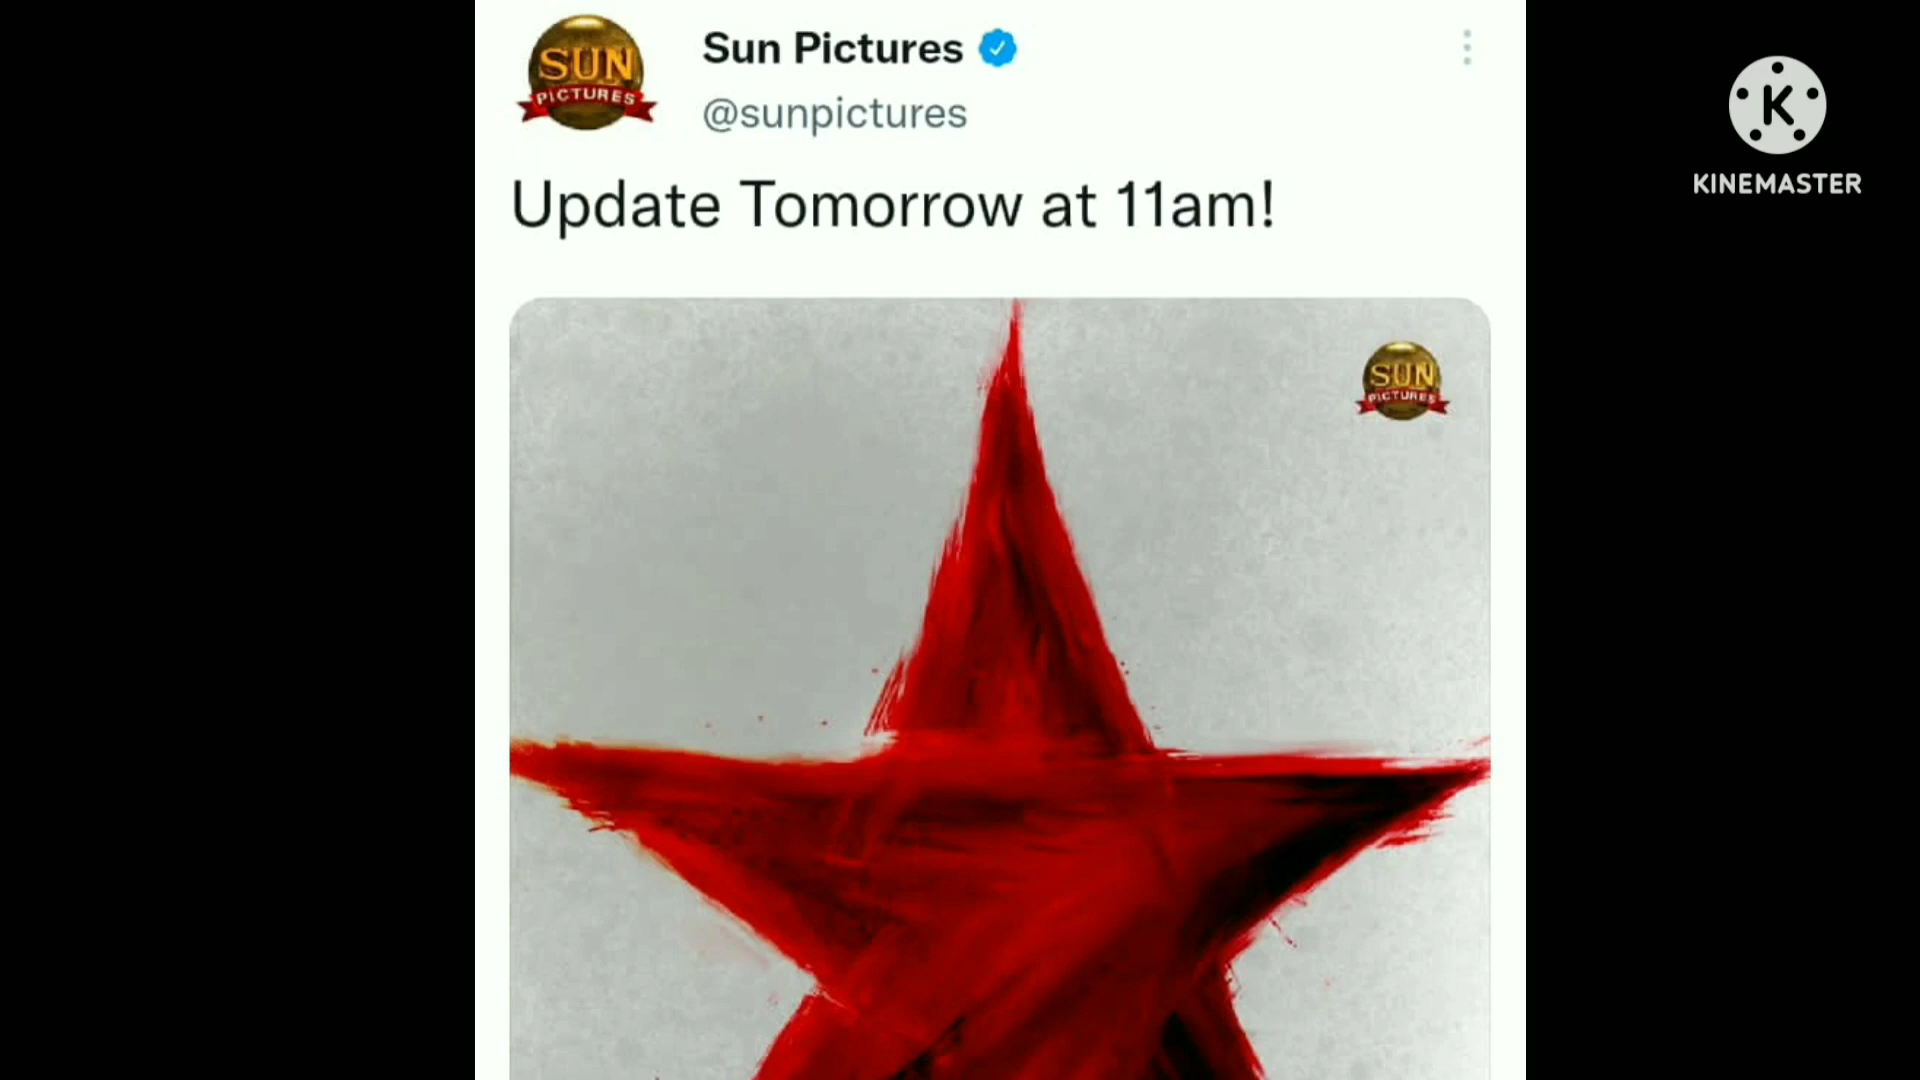 SUN
PICTURES
Sun Pictures
@sunpictures
Update Tomorrow at 11am!
SUN
PICTURES
K
KINEMASTER